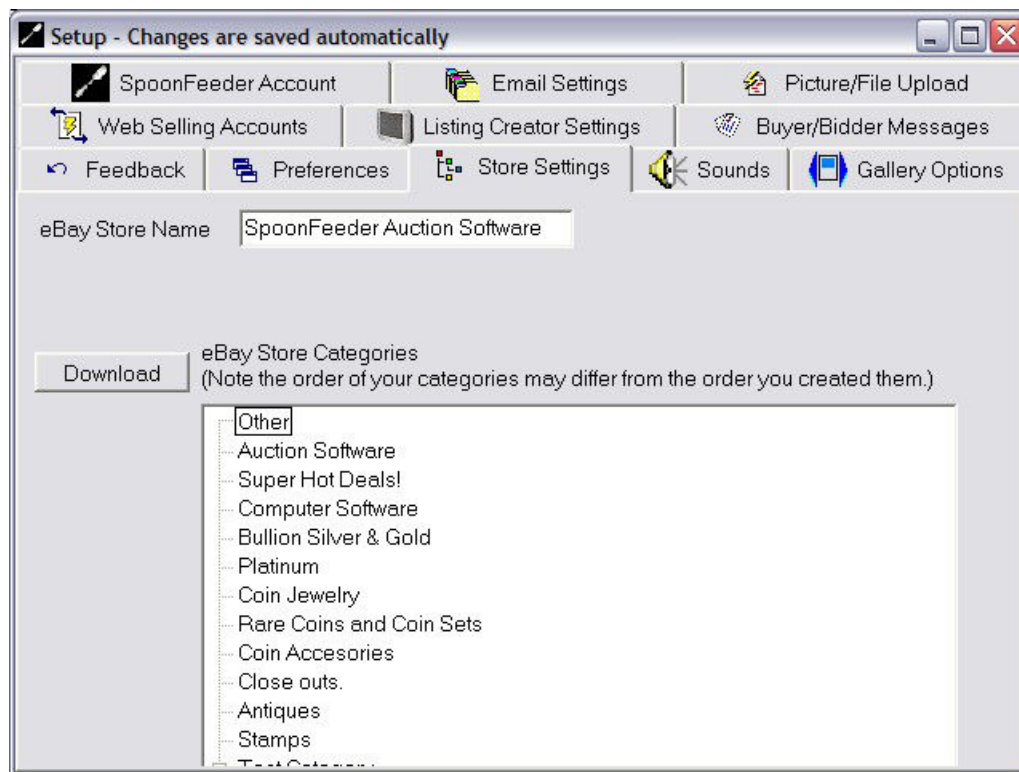 Setup - Changes are saved automatically
SpoonFeeder Account Email Settings Picture/File Upload
Web Selling Accounts Listing Creator Settings Buyer/Bidder Messages
Feedback Preferences Store Settings Sounds Gallery Options
eBay Store Name SpoonFeeder Auction Software
eBay Store Categories
Download (Note the order of your categories may differ from the order you created them.)
Other
Auction Software
Super Hot Deals!
Computer Software
Bullion Silver & Gold
Platinum
Coin Jewelry
Rare Coins and Coin Sets
Coin Accesories
Close outs.
Antiques
Stamps